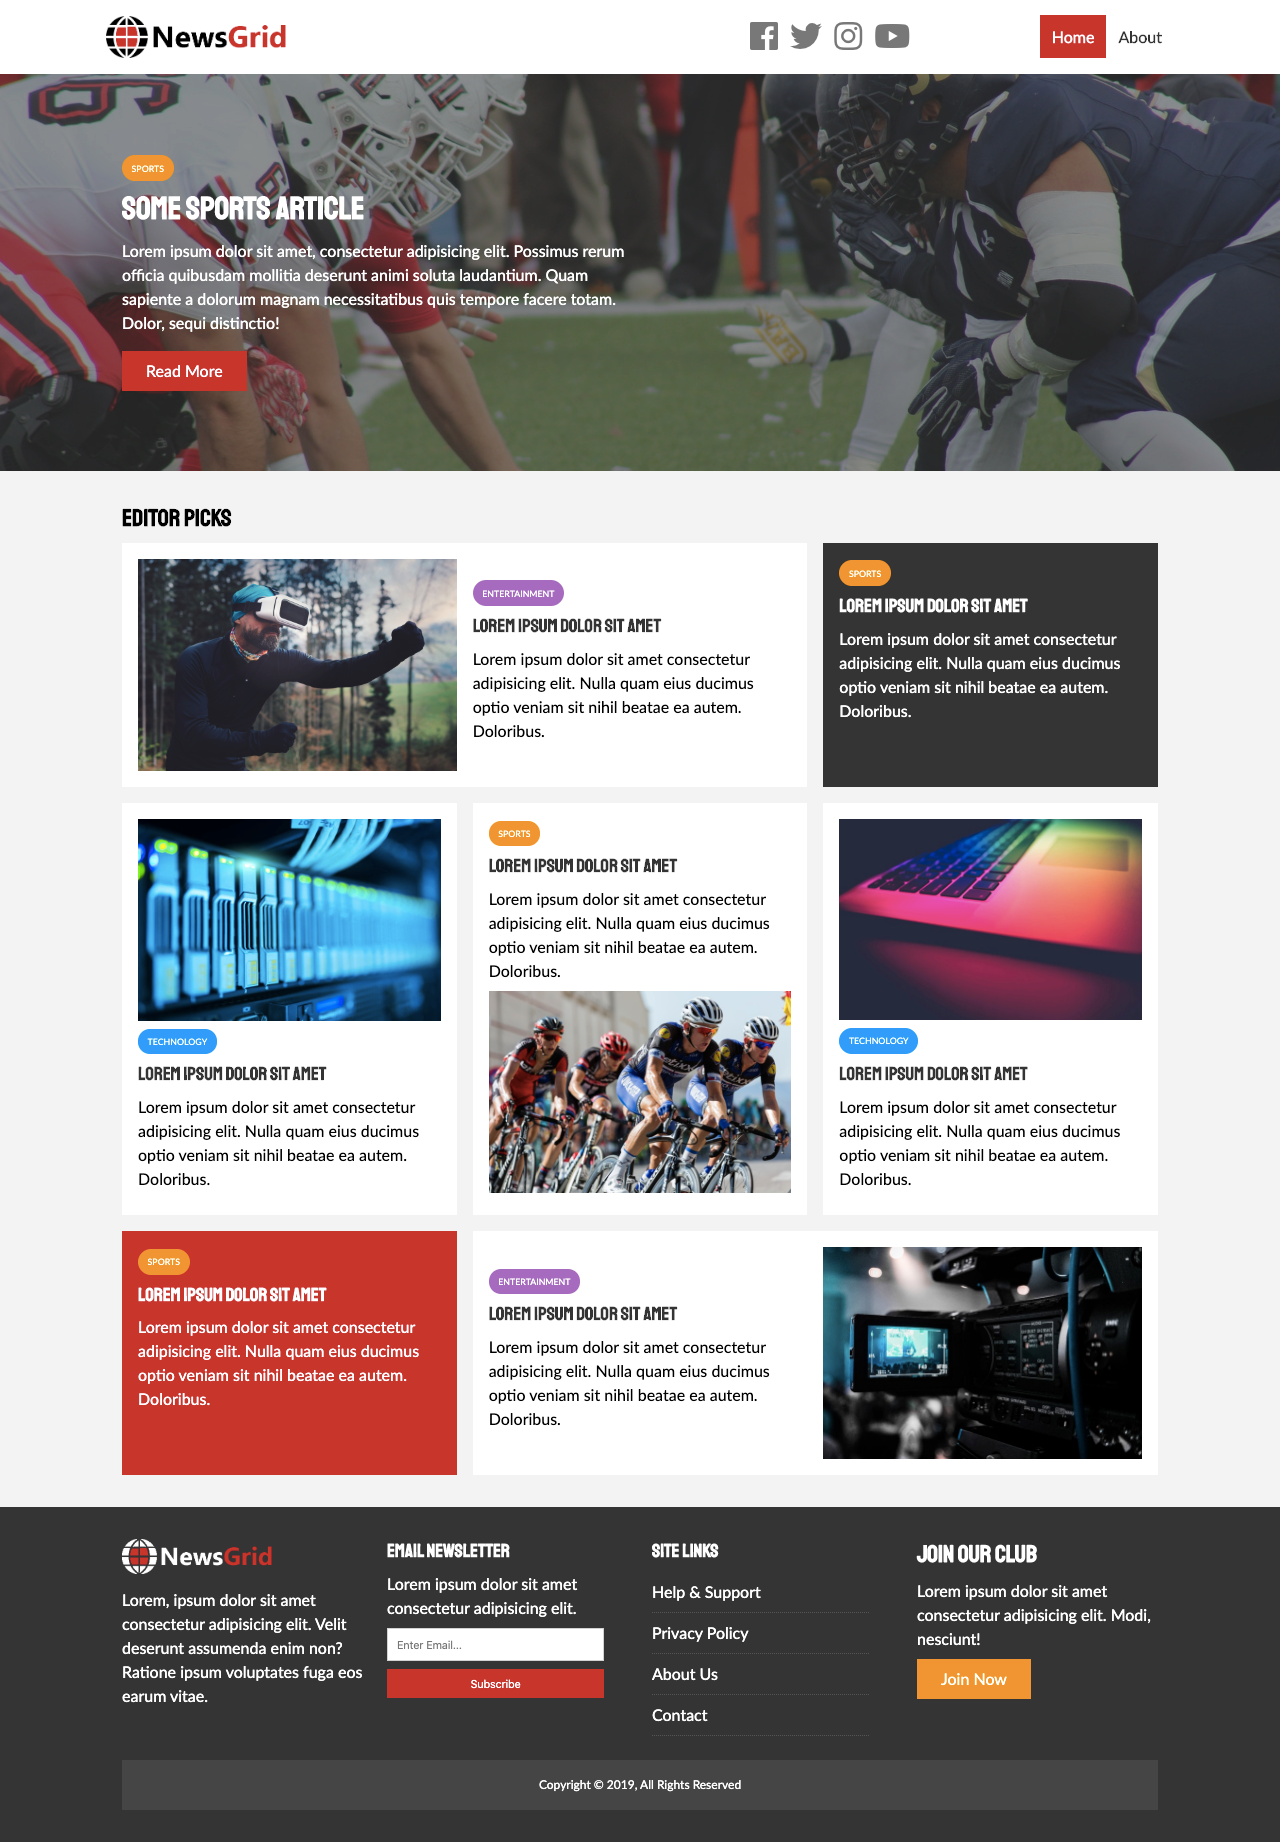 NewsGrid
Home
About
SPORTS
SOME SPORTS ARTICLE
Lorem ipsum dolor sit amet, consectetur adipisicing elit. Possimus rerum
officia quibusdam mollitia deserunt animi soluta laudantium. Quam
sapiente a dolorum magnam necessitatibus quis tempore facere totam.
Dolor, sequi distinctio!
Read More
EDITOR PICKS
ENTERTAINMENT
LOREM IPSUM DOLOR SIT AMET
Lorem ipsum dolor sit amet consectetur
adipisicing elit. Nulla quam eius ducimus
optio veniam sit nihil beatae ea autem.
Doloribus.
SPORTS
LOREM IPSUM DOLOR SIT AMET
Lorem ipsum dolor sit amet consectetur
adipisicing elit. Nulla quam eius ducimus
optio veniam sit nihil beatae ea autem.
Doloribus.
TECHNOLOGY
LOREM IPSUM DOLOR SIT AMET
Lorem ipsum dolor sit amet consectetur
adipisicing elit. Nulla quam eius ducimus
optio veniam sit nihil beatae ea autem.
Doloribus.
SPORTS
LOREM IPSUM DOLOR SIT AMET
Lorem ipsum dolor sit amet consectetur
adipisicing elit. Nulla quam eius ducimus
optio veniam sit nihil beatae ea autem.
Doloribus.
TECHNOLOGY
LOREM IPSUM DOLOR SIT AMET
Lorem ipsum dolor sit amet consectetur
adipisicing elit. Nulla quam eius ducimus
optio veniam sit nihil beatae ea autem.
Doloribus.
SPORTS
LOREM IPSUM DOLOR SIT AMET
Lorem ipsum dolor sit amet consectetur
adipisicing elit. Nulla quam eius ducimus
optio veniam sit nihil beatae ea autem.
Doloribus.
ENTERTAINMENT
LOREM IPSUM DOLOR SIT AMET
Lorem ipsum dolor sit amet consectetur
adipisicing elit. Nulla quam eius ducimus
optio veniam sit nihil beatae ea autem.
Doloribus.
NewsGrid
Lorem, ipsum dolor sit amet
consectetur adipisicing elit. Velit
deserunt assumenda enim non?
Ratione ipsum voluptates fuga eos
earum vitae.
EMAIL NEWSLETTER
Lorem ipsum dolor sit amet
consectetur adipisicing elit.
Enter Email...
Subscribe
SITE LINKS
Help & Support
Privacy Policy
About Us
Contact
JOIN OUR CLUB
Lorem ipsum dolor sit amet
consectetur adipisicing elit. Modi,
nesciunt!
Join Now
Copyright © 2019, All Rights Reserved